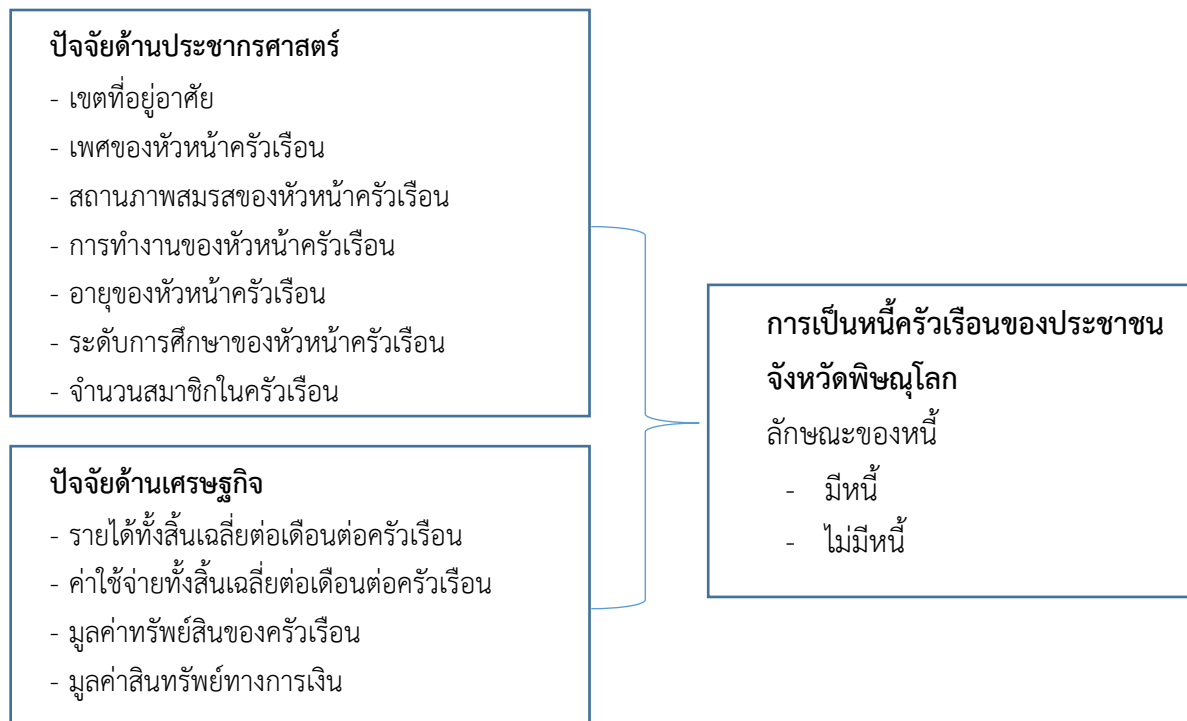 ปัจจัยด้านประชากรศาสตร์
- เขตที่อยู่อาศัย
- เพศของหัวหน้าครัวเรือน
- สถานภาพสมรสของหัวหน้าครัวเรือน
- การทำงานของหัวหน้าครัวเรือน
- อายุของหัวหน้าครัวเรือน
- ระดับการศึกษาของหัวหน้าครัวเรือน
- จำนวนสมาชิกในครัวเรือน
ปัจจัยด้านเศรษฐกิจ
- รายได้ทั้งสิ้นเฉลี่ยต่อเดือนต่อครัวเรือน
- ค่าใช้จ่ายทั้งสิ้นเฉลี่ยต่อเดือนต่อครัวเรือน
- มูลค่าทรัพย์สินของครัวเรือน
- มูลค่าสินทรัพย์ทางการเงิน
การเป็นหนี้ครัวเรือนของประชาชน
จังหวัดพิษณุโลก
ลักษณะของหนี้
- มีหนี้
- ไม่มีหนี้